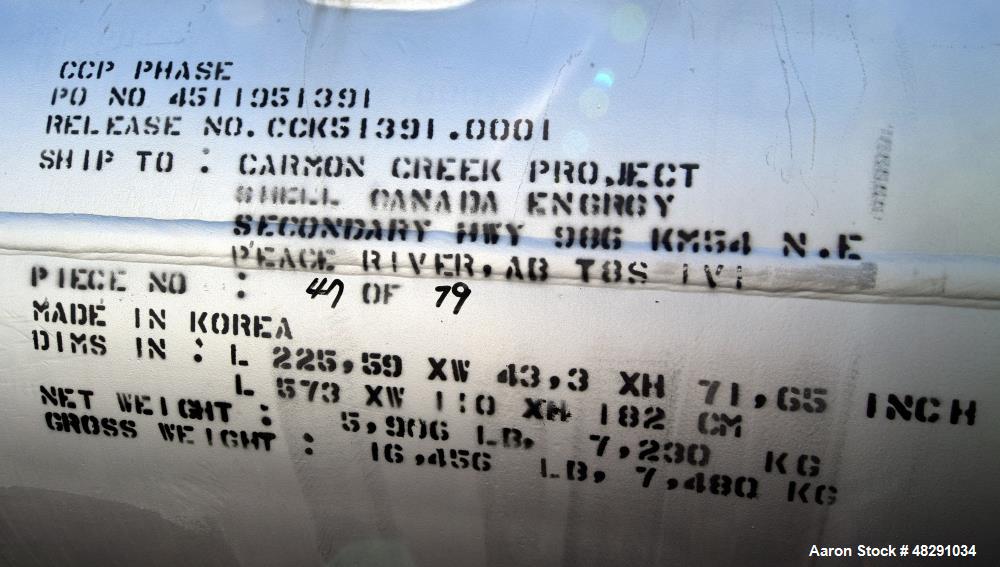 CCP PHASE
PO NO 4511951391
RELEASE NO.CCK51391.0001
SHIP TO : CARMON CREEK PROJECT
SHELL CANADA ENGRGY
SECONDARY HWY 986 KM54 N.E
PEACE RIVER, AB T8S 1V1
PIECE NO : 47 OF 79
MADE IN KOREA
DIMS IN : L 225,59 XW 43,3 XH 71,65 INCH
L 573 XW 110 XH 182 CM
NET WEIGHT : 5,906 LB, 7,230 KG
GROSS WEIGHT : 16,456 LB, 7,480 KG
Aaron Stock # 48291034